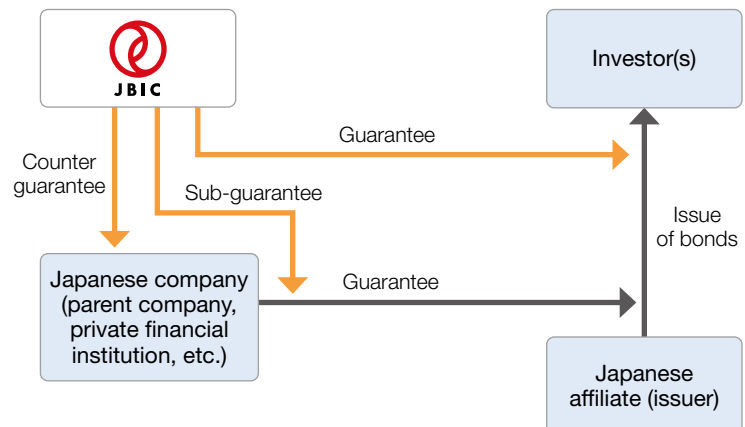 JBIC
Investor(s)
Guarantee
Counter
guarantee
Sub-guarantee
Issue
of bonds
Japanese company
(parent company,
private financial
institution, etc.)
Guarantee
Japanese
affiliate (issuer)